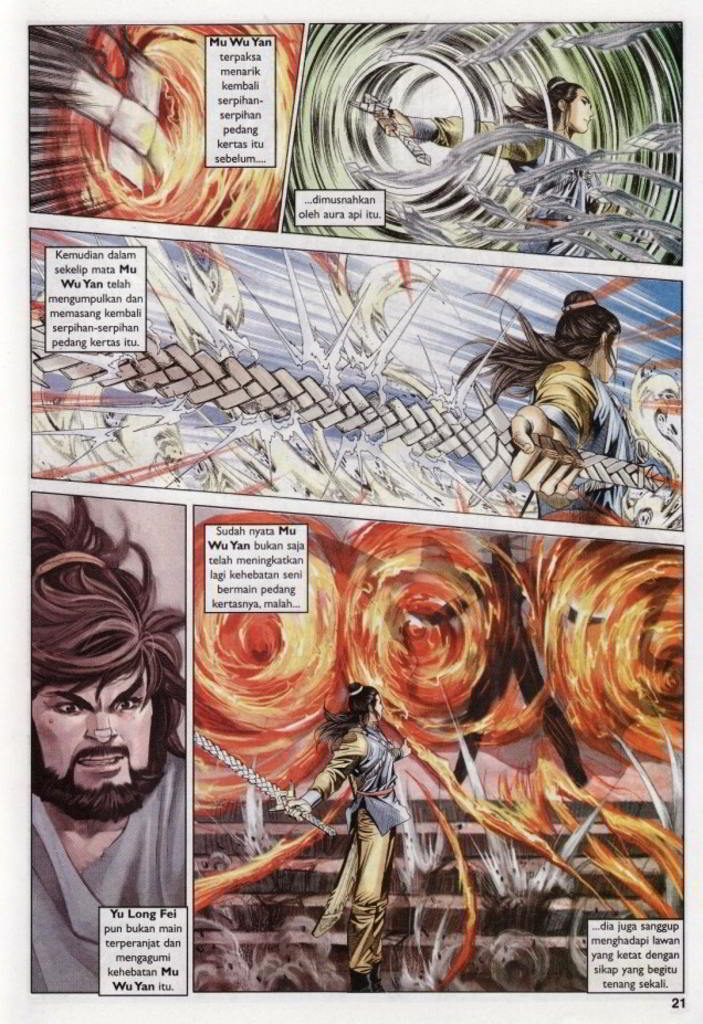 Mu Wu Yan
terpaksa
menarik
kembali
serpihan-
serpihan
pedang
kertas itu
sebelum....
...dimusnahkan
oleh aura api itu.
Kemudian dalam
sekelip mata Mu
Wu Yan telah
mengumpulkan dan
memasang kembali
serpihan-serpihan
pedang kertas itu.
Yu Long Fei
pun bukan main
terperanjat dan
mengagumi
kehebatan Mu
Wu Yan itu.
Sudah nyata Mu
Wu Yan bukan saja
telah meningkatkan
lagi kehebatan seni
bermain pedang
kertasnya, malah...
...dia juga sanggup
menghadapi lawan
yang ketat dengan
sikap yang begitu
tenang sekali.
21